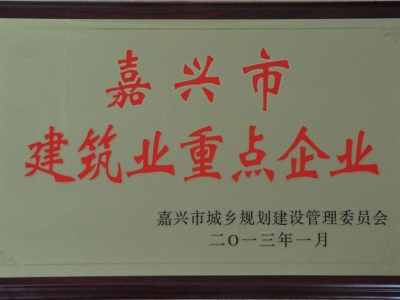 嘉兴市
建筑业重点企业
嘉兴市城乡规划建设管理委员会
二〇一三年一月